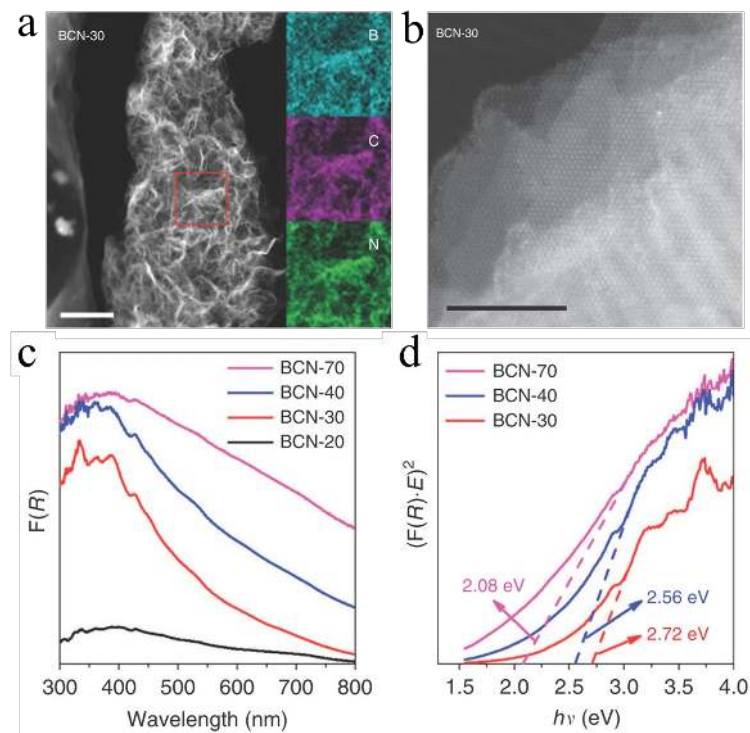 a
BCN-30
B
C
N
b
BCN-30
c
BCN-70
BCN-40
BCN-30
BCN-20
F(R)
300 400 500 600 700 800
Wavelength (nm)
d
BCN-70
BCN-40
BCN-30
(F(R)·E)²
2.08 eV
2.56 eV
2.72 eV
1.5 2.0 2.5 3.0 3.5 4.0
hν (eV)